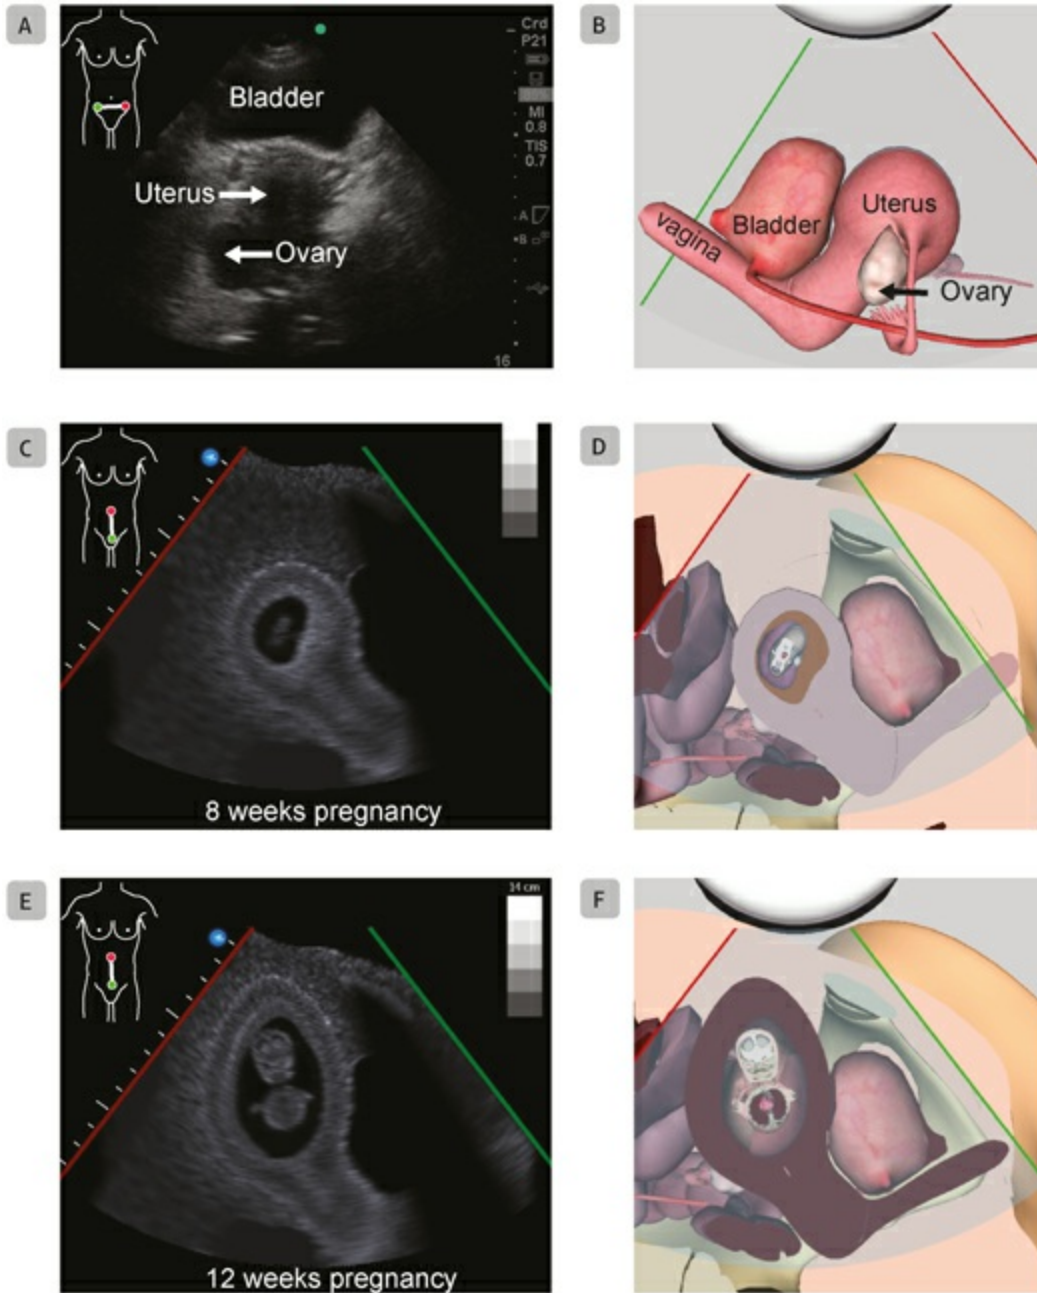 A
Crd
P21
Bladder
MI
0.8
TIS
0.7
Uterus
A
B
Ovary
16
B
Uterus
Bladder
vagina
Ovary
C
8 weeks pregnancy
D
E
14 cm
12 weeks pregnancy
F